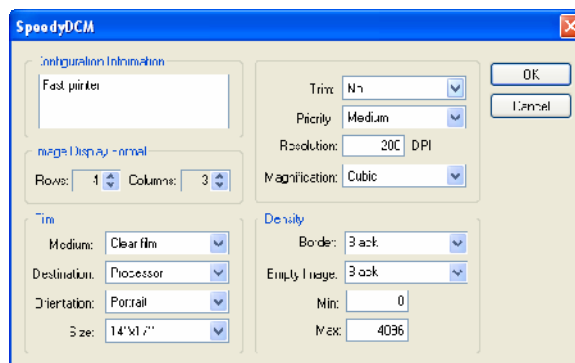 SpeedyDCM
Configuration Information
Fast printer
Image Display Format
Rows: 4 Columns: 3
Trim: No
Priority: Medium
Resolution: 200 DPI
Magnification: Cubic
OK
Cancel
Film
Medium: Clear film
Destination: Processor
Orientation: Portrait
Size: 14"x17"
Density
Border: Black
Empty Image: Black
Min: 0
Max: 4096